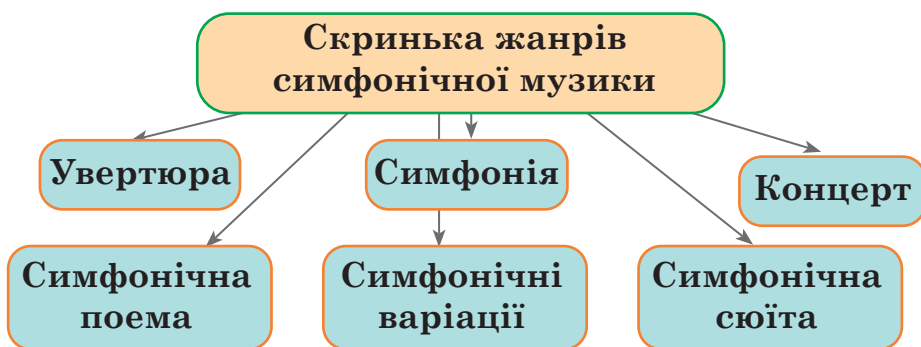 Скринька жанрів
симфонічної музики
Увертюра
Симфонія
Концерт
Симфонічна
поема
Симфонічні
варіації
Симфонічна
сюїта